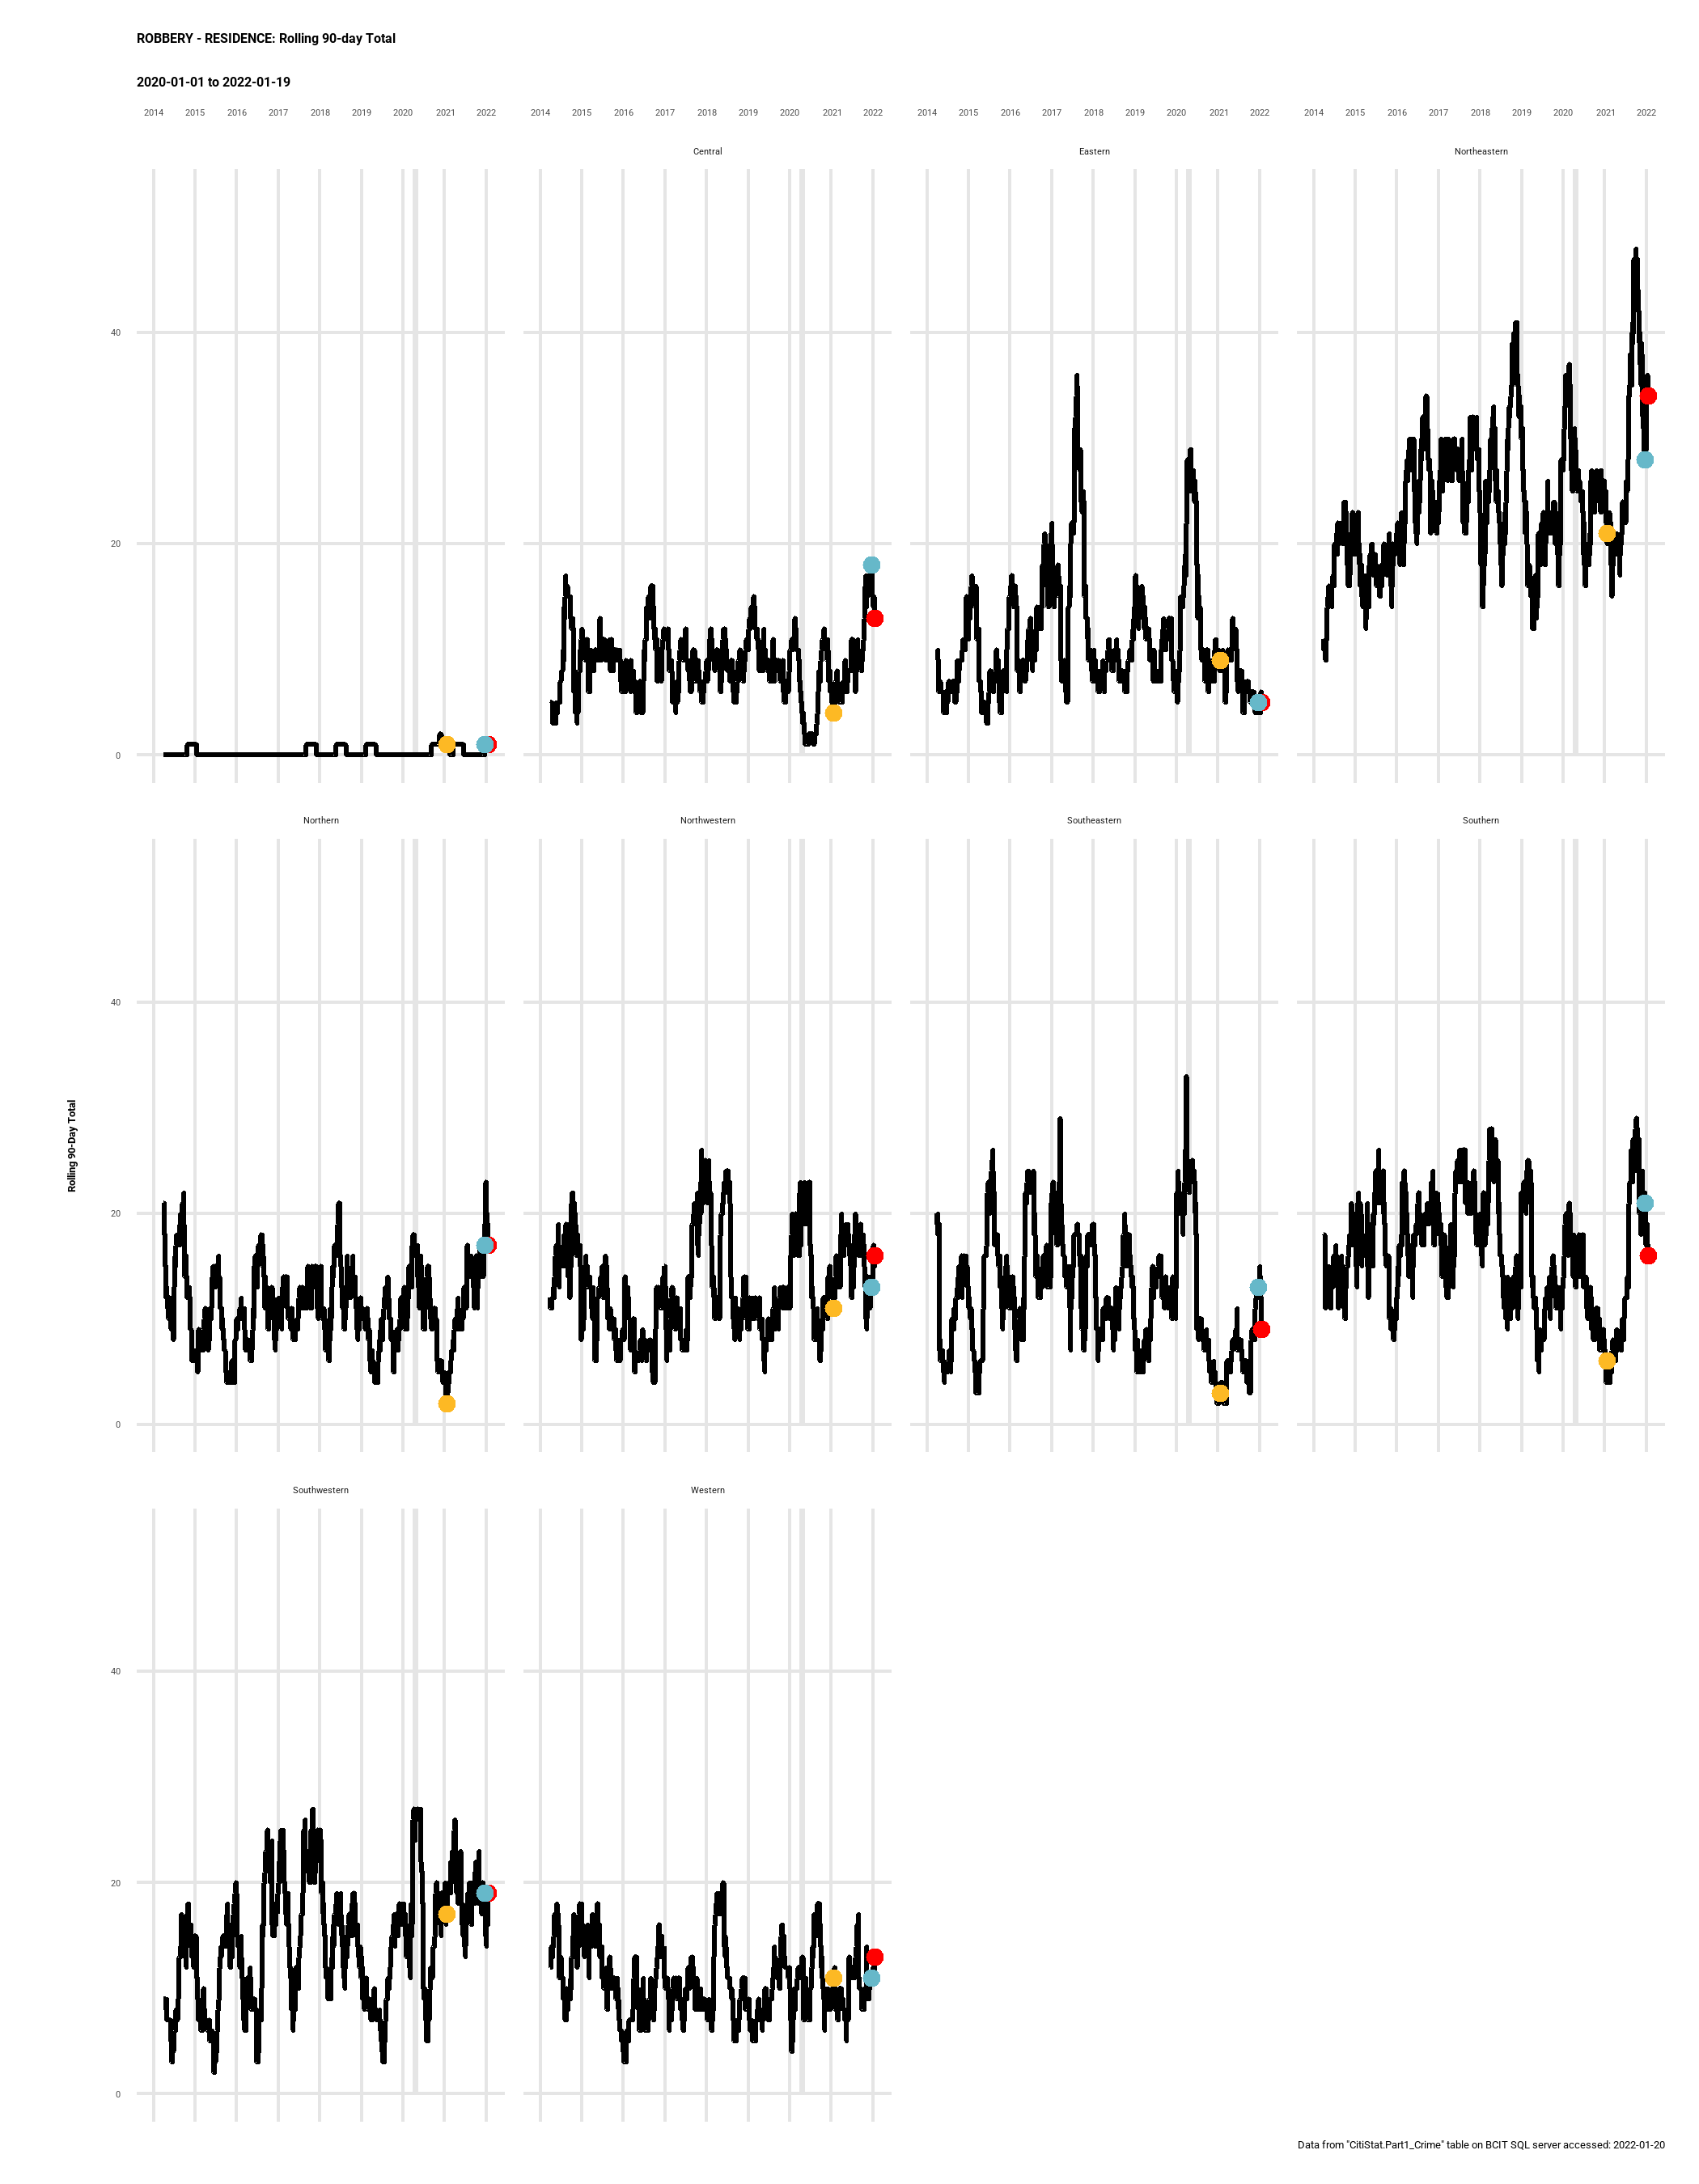 ROBBERY - RESIDENCE: Rolling 90-day Total
2020-01-01 to 2022-01-19
2014 2015 2016 2017 2018 2019 2020 2021 2022 2014 2015 2016 2017 2018 2019 2020 2021 2022 2014 2015 2016 2017 2018 2019 2020 2021 2022 2014 2015 2016 2017 2018 2019 2020 2021 2022
Central Eastern Northeastern
40
20
0
Northern Northwestern Southeastern Southern
40
Rolling 90-Day Total
20
0
Southwestern Western
40
20
0
Data from "CitiStat.Part1_Crime" table on BCIT SQL server accessed: 2022-01-20